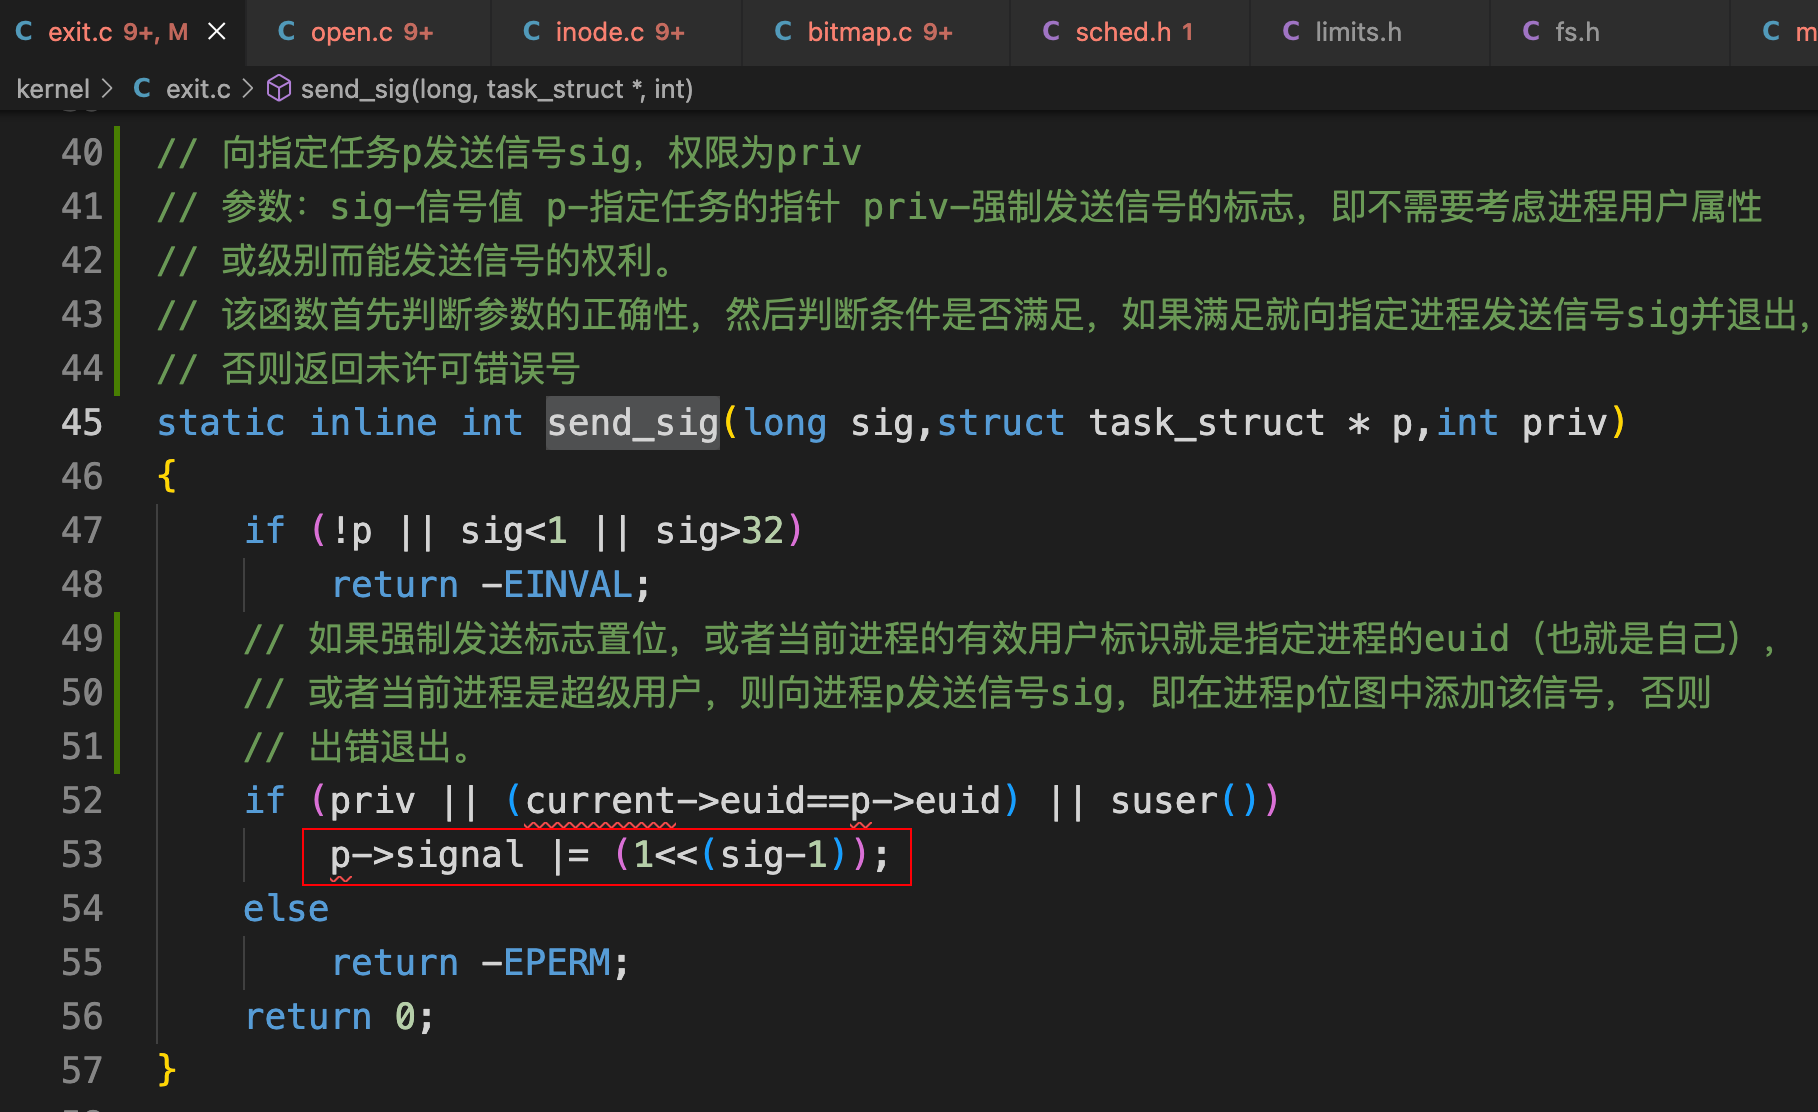 C exit.c 9+, M × C open.c 9+ C inode.c 9+ C bitmap.c 9+ C sched.h 1 C limits.h C fs.h C m
kernel > C exit.c > send_sig(long, task_struct *, int)
40 // 向指定任务p发送信号sig，权限为priv
41 // 参数：sig-信号值 p-指定任务的指针 priv-强制发送信号的标志，即不需要考虑进程用户属性
42 // 或级别而能发送信号的权利。
43 // 该函数首先判断参数的正确性，然后判断条件是否满足，如果满足就向指定进程发送信号sig并退出，
44 // 否则返回未许可错误号
45 static inline int send_sig(long sig,struct task_struct * p,int priv)
46 {
47 if (!p || sig<1 || sig>32)
48 return -EINVAL;
49 // 如果强制发送标志置位，或者当前进程的有效用户标识就是指定进程的euid（也就是自己），
50 // 或者当前进程是超级用户，则向进程p发送信号sig，即在进程p位图中添加该信号，否则
51 // 出错退出。
52 if (priv || (current->euid==p->euid) || suser())
53 p->signal |= (1<<(sig-1));
54 else
55 return -EPERM;
56 return 0;
57 }